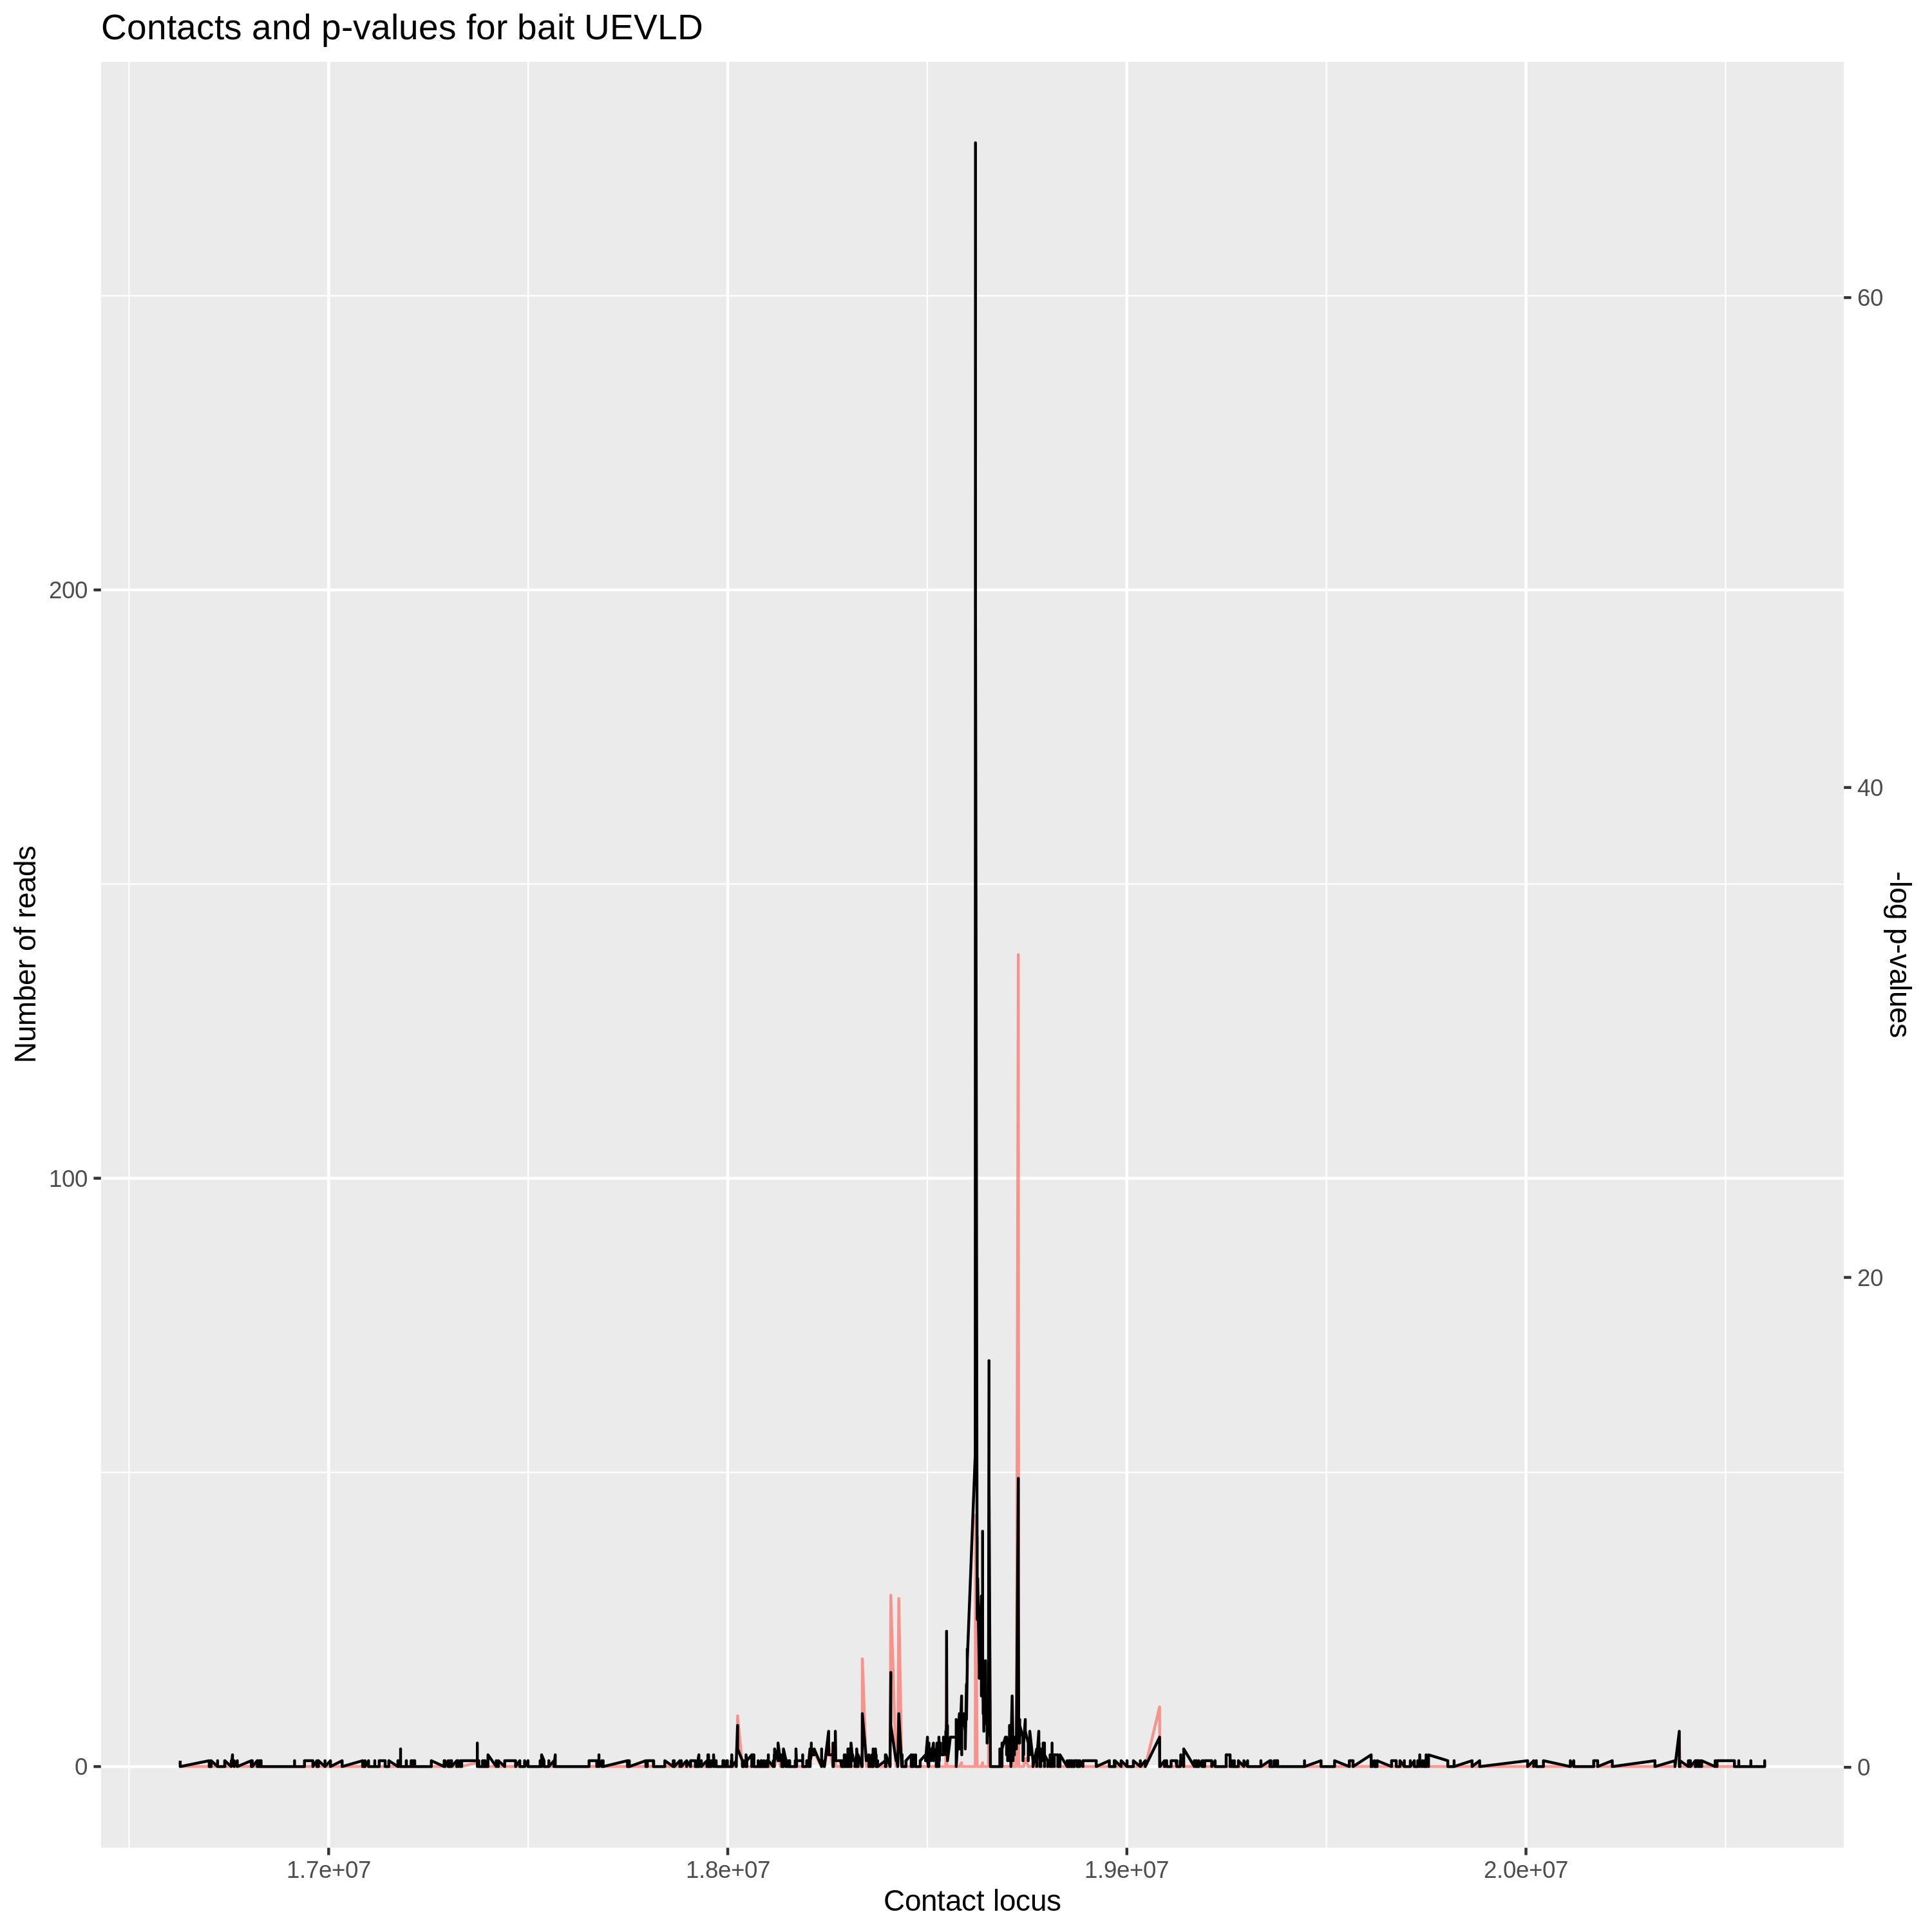 Contacts and p-values for bait UEVLD
Number of reads
200
100
0
60
40
20
0
-log p-values
1.7e+07
1.8e+07
1.9e+07
2.0e+07
Contact locus